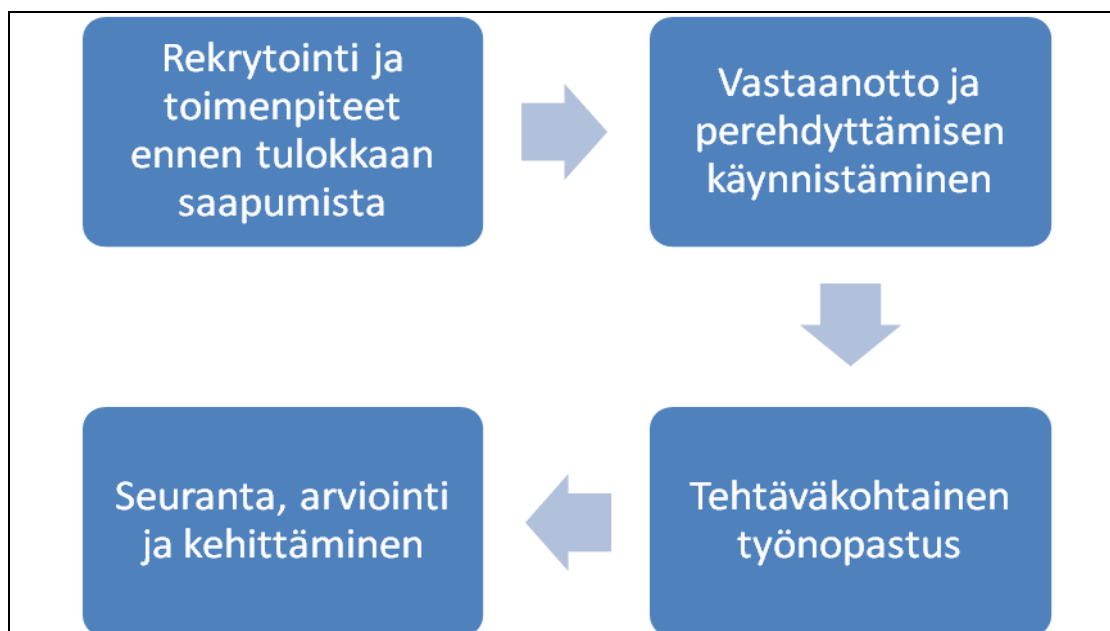 Rekrytointi ja
toimenpiteet
ennen tulokkaan
saapumista
Vastaanotto ja
perehdyttämisen
käynnistäminen
Tehtäväkohtainen
työnopastus
Seuranta, arviointi
ja kehittäminen